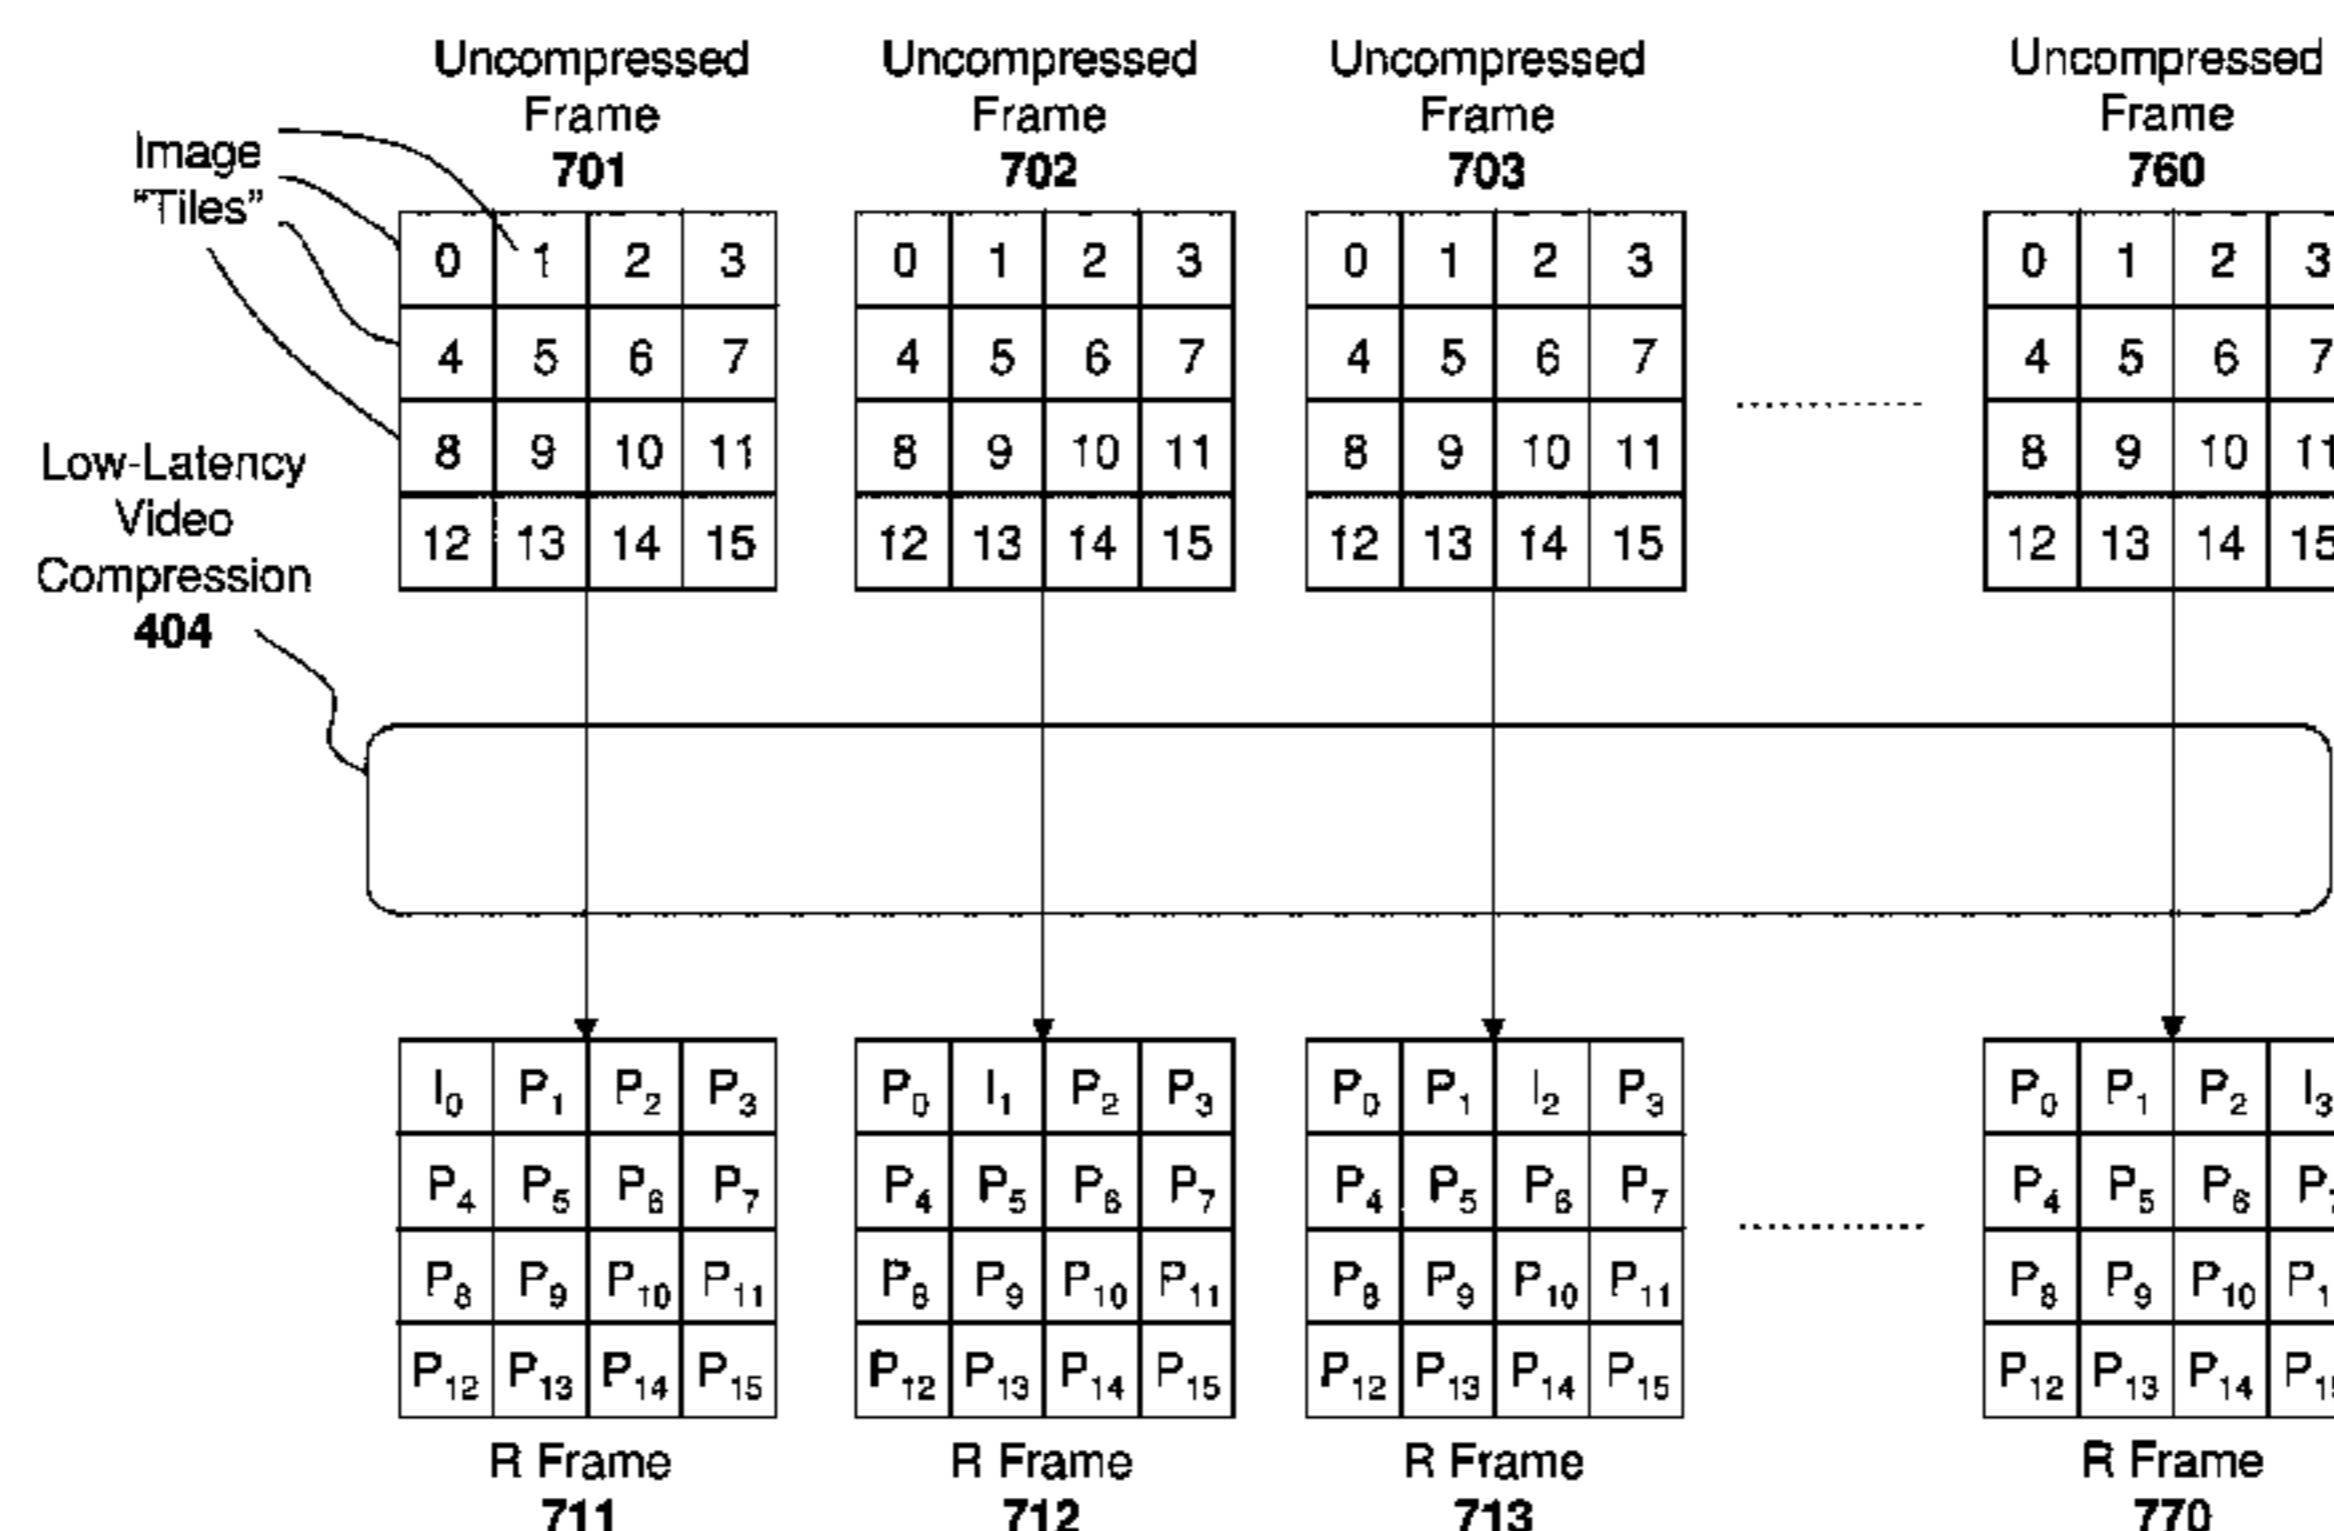 Uncompressed Frame 701
Uncompressed Frame 702
Uncompressed Frame 703
Uncompressed Frame 760
Image
“Tiles”
0 1 2 3
4 5 6 7
8 9 10 11
12 13 14 15
0 1 2 3
4 5 6 7
8 9 10 11
12 13 14 15
0 1 2 3
4 5 6 7
8 9 10 11
12 13 14 15
0 1 2 3
4 5 6 7
8 9 10 11
12 13 14 15
Low-Latency
Video
Compression
404
I0 P1 P2 P3
P4 P5 P6 P7
P8 P9 P10 P11
P12 P13 P14 P15
P0 I1 P2 P3
P4 P5 P6 P7
P8 P9 P10 P11
P12 P13 P14 P15
P0 P1 I2 P3
P4 P5 P6 P7
P8 P9 P10 P11
P12 P13 P14 P15
P0 P1 P2 I3
P4 P5 P6
P8 P9 P10
P12 P13 P14
R Frame
711
R Frame
712
R Frame
713
R Frame
770